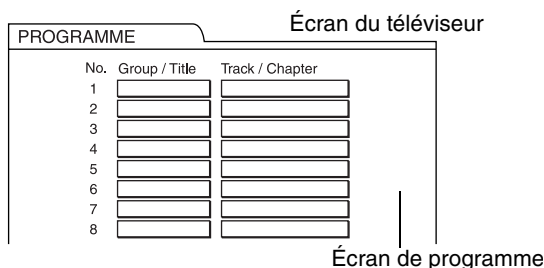 Écran du téléviseur
PROGRAMME
No. Group / Title Track / Chapter
1
2
3
4
5
6
7
8
Écran de programme